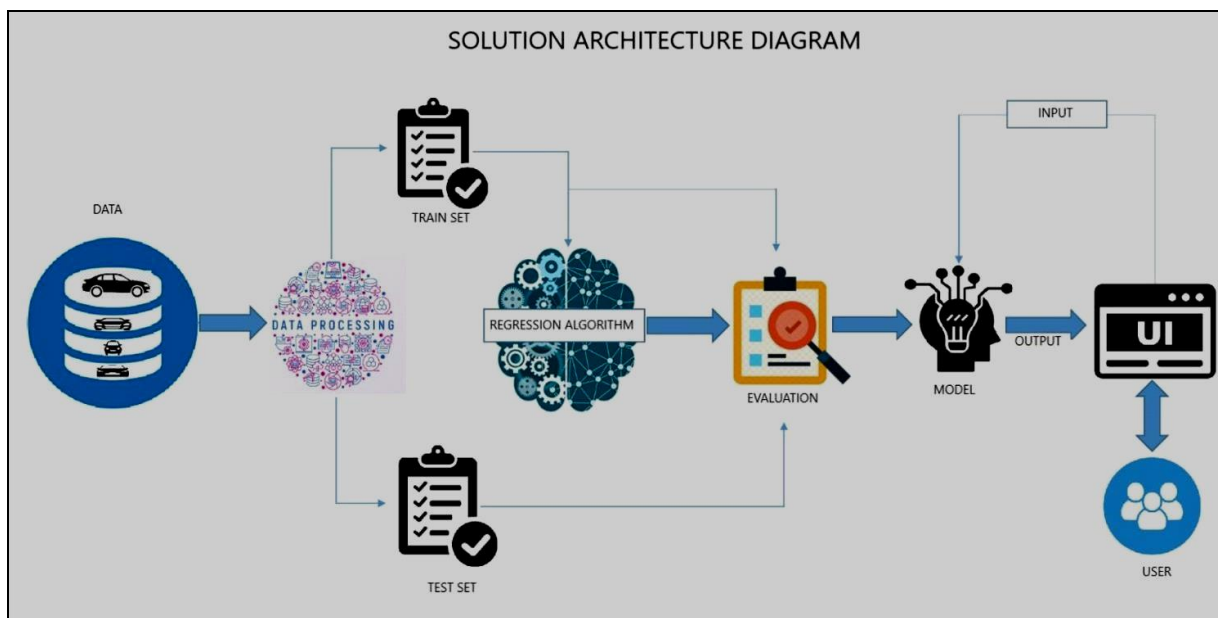 SOLUTION ARCHITECTURE DIAGRAM
INPUT
DATA
TRAIN SET
DATA PROCESSING
REGRESSION ALGORITHM
EVALUATION
MODEL
OUTPUT
UI
TEST SET
USER